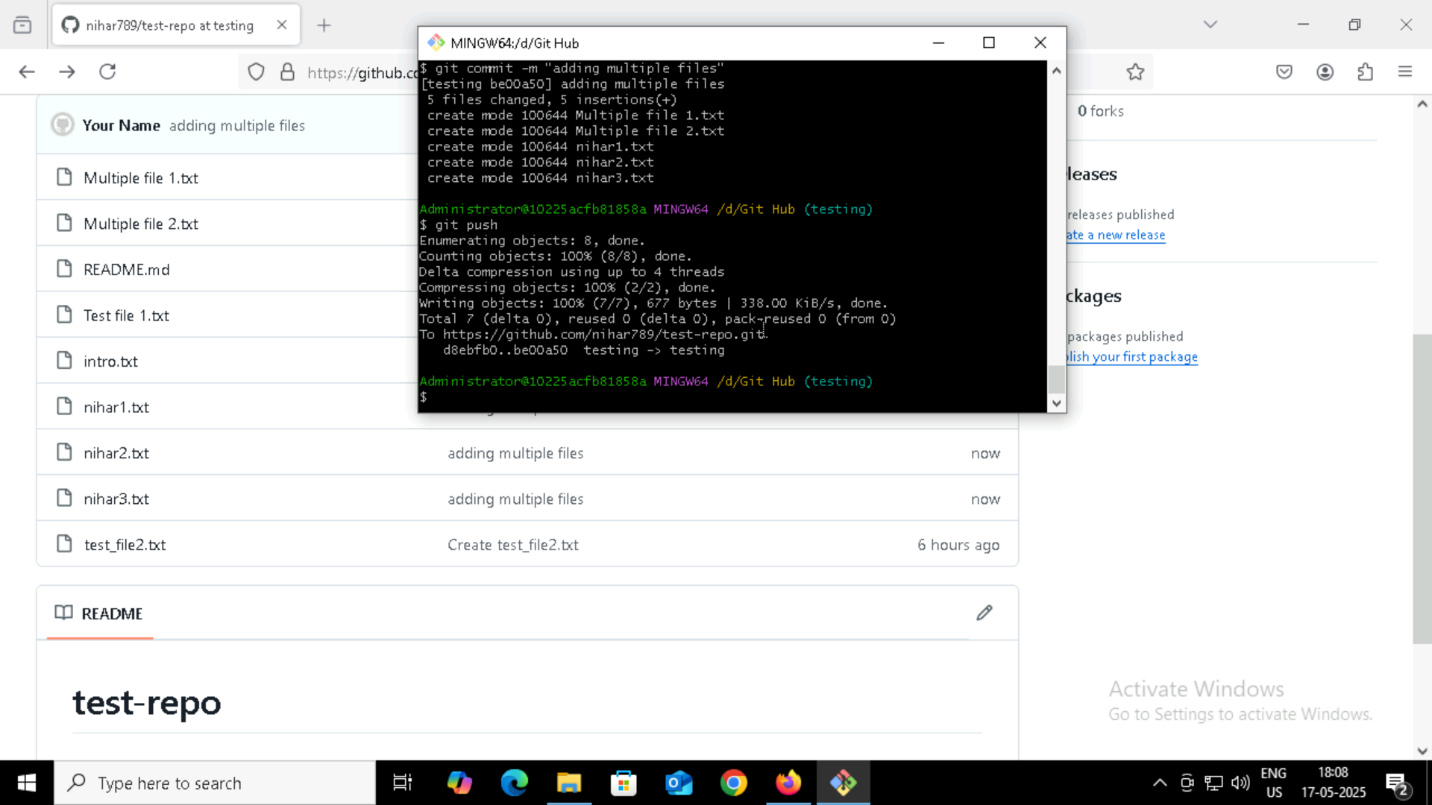 nihar789/test-repo at testing
https://github.co
Your Name adding multiple files
Multiple file 1.txt
Multiple file 2.txt
README.md
Test file 1.txt
intro.txt
nihar1.txt
nihar2.txt adding multiple files now
nihar3.txt adding multiple files now
test_file2.txt Create test_file2.txt 6 hours ago
README
test-repo
MINGW64:/d/Git Hub
$ git commit -m "adding multiple files"
[testing be00a50] adding multiple files
5 files changed, 5 insertions(+)
create mode 100644 Multiple file 1.txt
create mode 100644 Multiple file 2.txt
create mode 100644 nihar1.txt
create mode 100644 nihar2.txt
create mode 100644 nihar3.txt
Administrator@10225acfb81858a MINGW64 /d/Git Hub (testing)
$ git push
Enumerating objects: 8, done.
Counting objects: 100% (8/8), done.
Delta compression using up to 4 threads
Compressing objects: 100% (2/2), done.
Writing objects: 100% (7/7), 677 bytes | 338.00 KiB/s, done.
Total 7 (delta 0), reused 0 (delta 0), pack-reused 0 (from 0)
To https://github.com/nihar789/test-repo.git
d8ebfb0..be00a50 testing -> testing
Administrator@10225acfb81858a MINGW64 /d/Git Hub (testing)
$
0 forks
leases
releases published
ate a new release
ckages
packages published
lish your first package
Activate Windows
Go to Settings to activate Windows.
Type here to search
ENG
US
18:08
17-05-2025
2